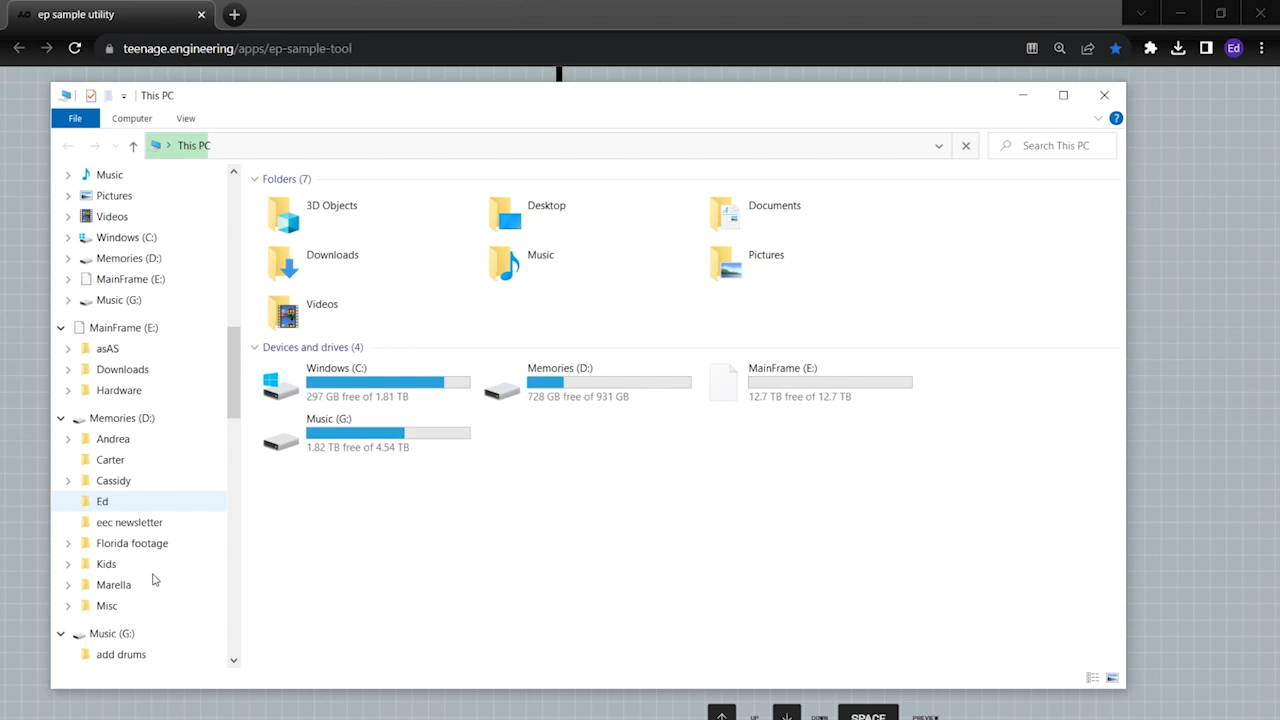 ep sample utility
teenage.engineering/apps/ep-sample-tool
Ed
This PC
File
Computer
View
This PC
Search This PC
Music
Pictures
Videos
Windows (C:)
Memories (D:)
MainFrame (E:)
Music (G:)
MainFrame (E:)
asAS
Downloads
Hardware
Memories (D:)
Andrea
Carter
Cassidy
Ed
eec newsletter
Florida footage
Kids
Marella
Misc
Music (G:)
add drums
Folders (7)
3D Objects
Desktop
Documents
Downloads
Music
Pictures
Videos
Devices and drives (4)
Windows (C:)
297 GB free of 1.81 TB
Memories (D:)
728 GB free of 931 GB
MainFrame (E:)
12.7 TB free of 12.7 TB
Music (G:)
1.82 TB free of 4.54 TB
UP
DOWN
SPACE
PREVIEW